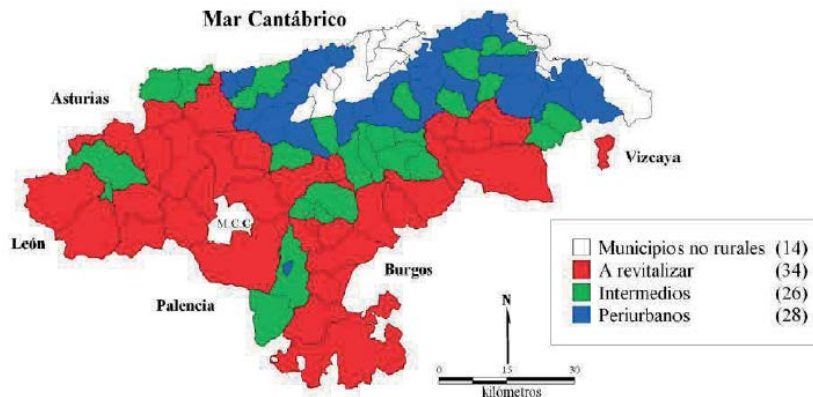 Mar Cantábrico
Asturias
Vizcaya
M.C.C
León
Burgos
Palencia
Municipios no rurales (14)
A revitalizar (34)
Intermedios (26)
Periurbanos (28)
N
0 15 30
kilómetros